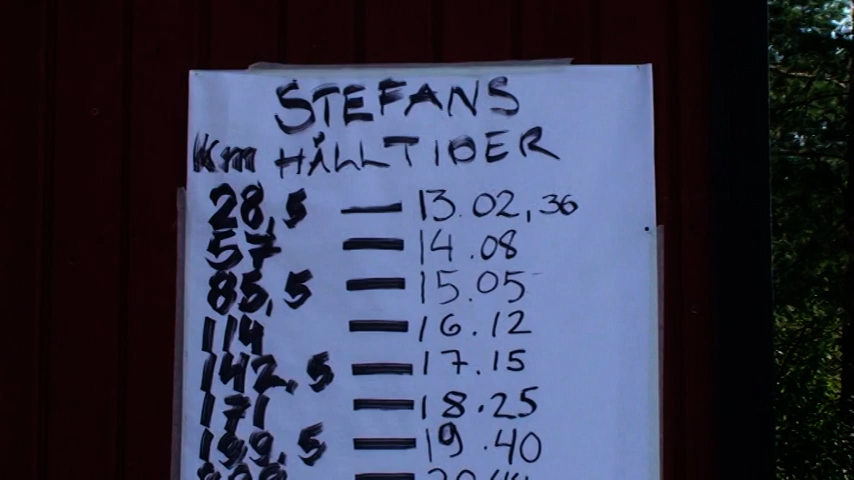 STEFANS
Km HÅLLTIDER
28,5 — 13.02,36
57 — 14.08
85,5 — 15.05
114 — 16.12
142,5 — 17.15
171 — 18.25
199,5 — 19.40